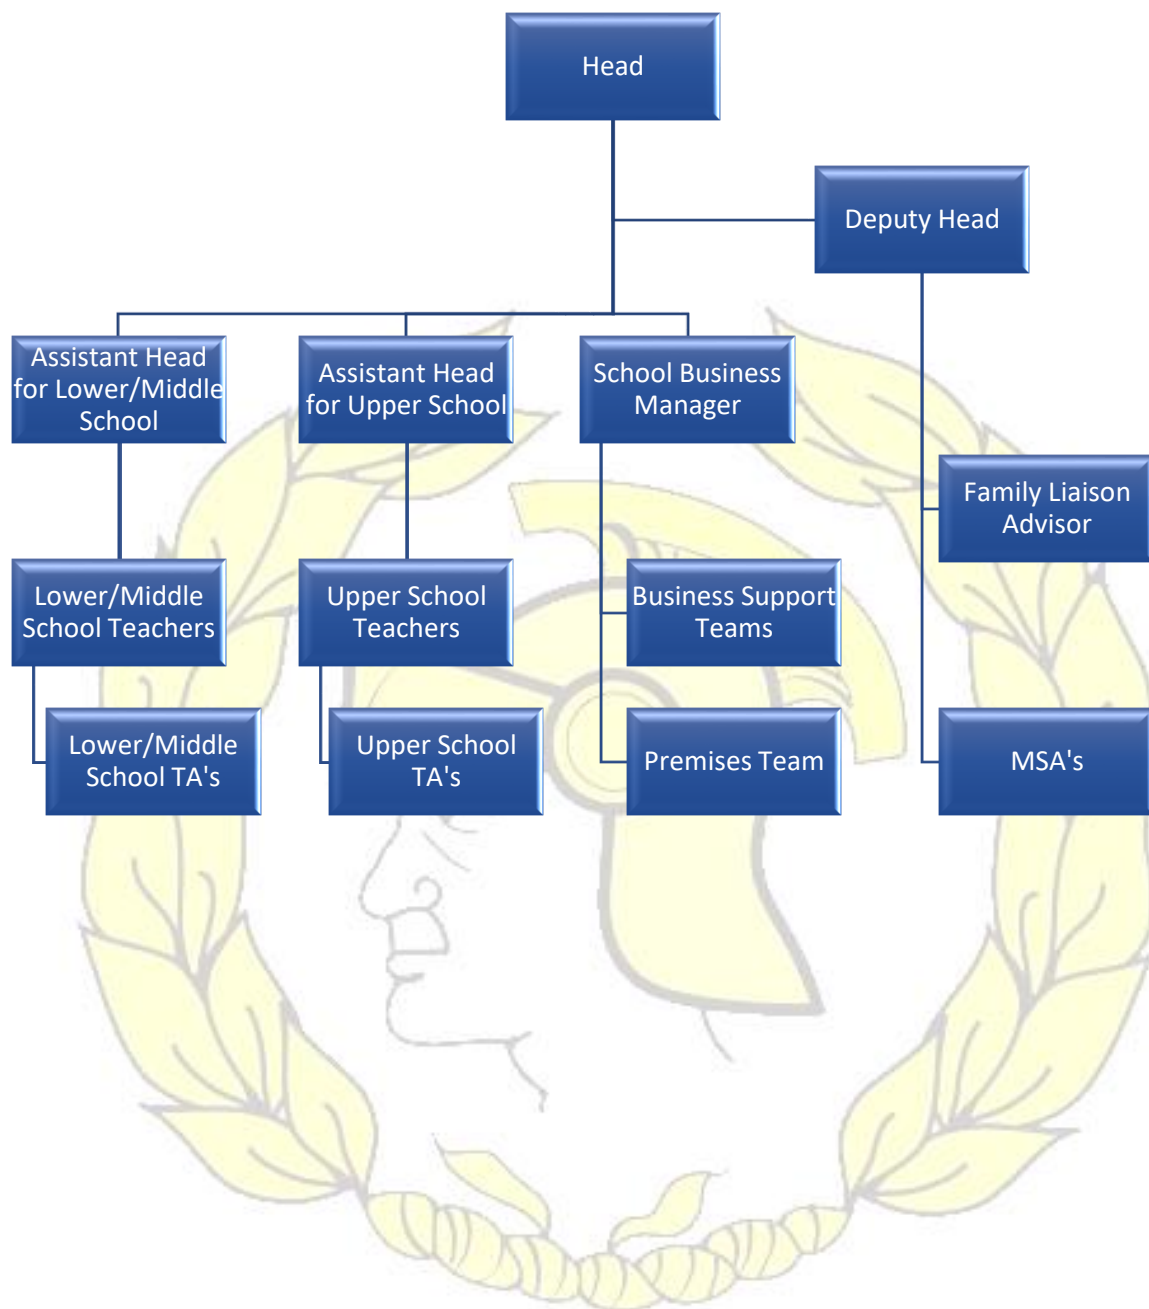 Head
Deputy Head
Assistant Head
for Lower/Middle
School
Assistant Head
for Upper School
School Business
Manager
Family Liaison
Advisor
Lower/Middle
School Teachers
Upper School
Teachers
Business Support
Teams
Lower/Middle
School TA's
Upper School
TA's
Premises Team
MSA's